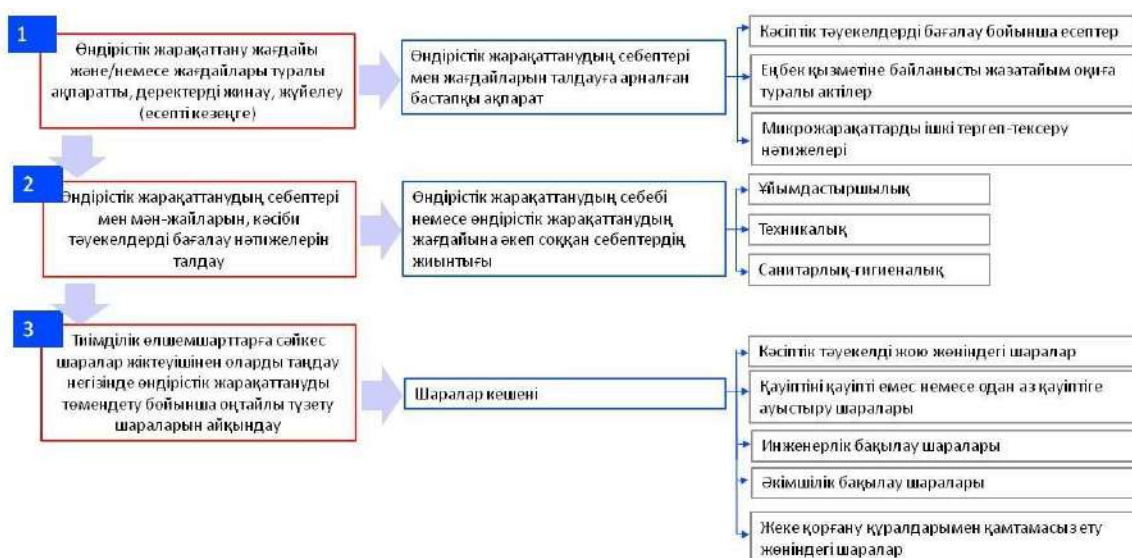 1
Өндірістік жарақаттану жағдайы
және/немесе жағдайлары туралы
ақпаратты, деректерді жинау, жүйелеу
(есепті кезеңге)
Өндірістік жарақаттанудың себептері
мен жағдайларын талдауға арналған
бастапқы ақпарат
Кәсіптік тәуекелдерді бағалау бойынша есептер
Еңбек қызметіне байланысты жазатайым оқиға
туралы актілер
Микрожарақаттарды ішкі тергеп-тексеру
нәтижелері
2
Өндірістік жарақаттанудың себептері
мен мән-жайларын, кәсіби
тәуекелдерді бағалау нәтижелерін
талдау
Өндірістік жарақаттанудың себебі
немесе өндірістік жарақаттанудың
жағдайына әкеп соққан себептердің
жиынтығы
Ұйымдастыршылық
Техникалық
Санитарлық-гигиеналық
3
Тиімділік өлшемшарттарға сәйкес
шаралар жіктеуішінен оларды таңдау
негізінде өндірістік жарақаттануды
төмендету бойынша оңтайлы түзету
шараларын айқындау
Шаралар кешені
Кәсіптік тәуекелді жою жөніндегі шаралар
Қауіптіні қауіпті емес немесе одан аз қауіптіге
ауыстыру шаралары
Инженерлік бақылау шаралары
Әкімшілік бақылау шаралары
Жеке қорғану құралдарымен қамтамасыз ету
жөніндегі шаралар